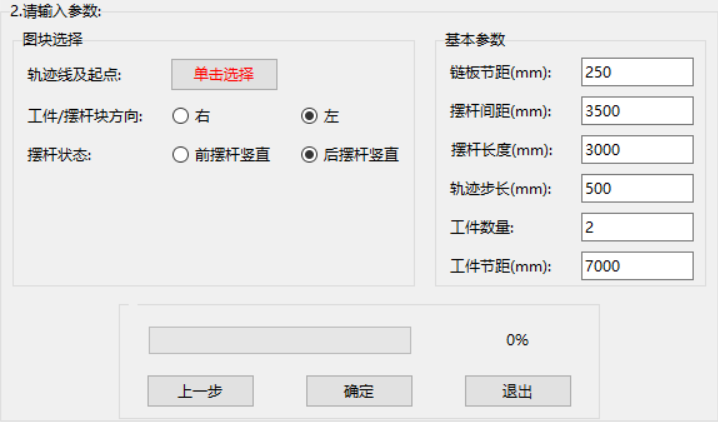 2.请输入参数:
图块选择
轨迹线及起点: 单击选择
工件/摆杆块方向: 右 左
摆杆状态: 前摆杆竖直 后摆杆竖直
基本参数
链板节距(mm): 250
摆杆间距(mm): 3500
摆杆长度(mm): 3000
轨迹步长(mm): 500
工件数量: 2
工件节距(mm): 7000
0%
上一步 确定 退出